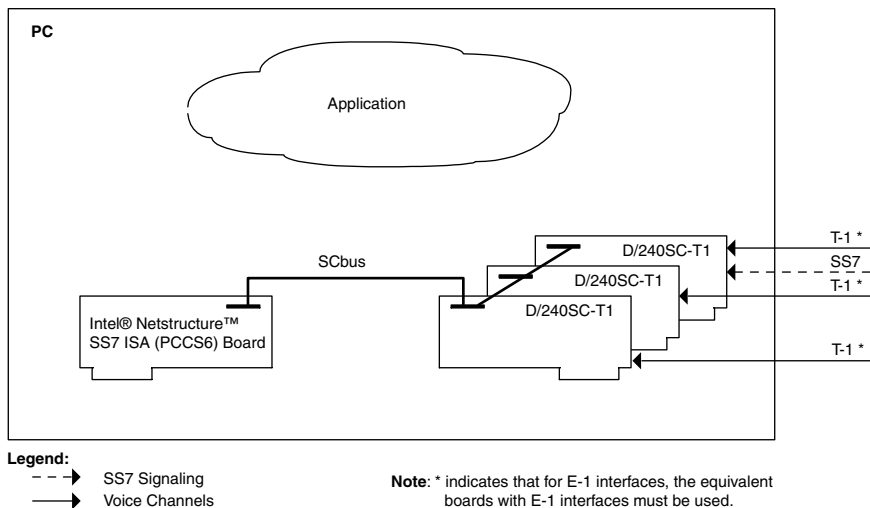 PC
Application
T-1 *
D/240SC-T1
SS7
SCbus
D/240SC-T1
T-1 *
D/240SC-T1
Intel® Netstructure™
SS7 ISA (PCCS6) Board
T-1 *
Legend:
SS7 Signaling
Voice Channels
Note: * indicates that for E-1 interfaces, the equivalent
boards with E-1 interfaces must be used.